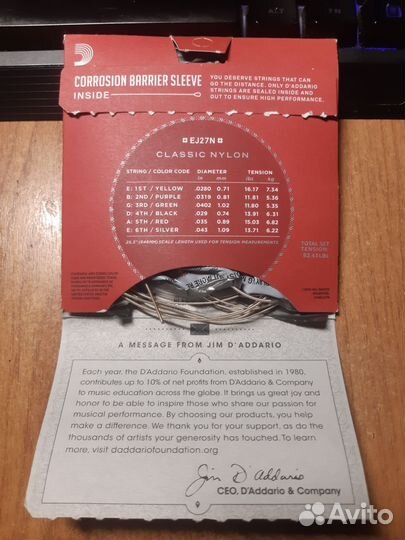 CORROSION BARRIER SLEEVE
INSIDE
YOU DESERVE STRINGS THAT CAN
GO THE DISTANCE. ONLY D'ADDARIO
STRINGS ARE SEALED INSIDE AND
OUT TO ENSURE HIGH PERFORMANCE.
EJ27N
CLASSIC NYLON
STRING / COLOR CODE DIAMETER TENSION
in mm lbs kg
E: 1ST / YELLOW .0280 0.71 16.17 7.34
B: 2ND / PURPLE .0319 0.81 11.81 5.36
G: 3RD / GREEN .0402 1.02 11.80 5.35
D: 4TH / BLACK .029 0.74 13.91 6.31
A: 5TH / RED .035 0.89 15.03 6.82
E: 6TH / SILVER .043 1.09 13.71 6.22
SCALE LENGTH USED FOR TENSION MEASUREMENTS
TOTAL SET
TENSION
A MESSAGE FROM JIM D'ADDARIO
Each year, the D'Addario Foundation, established in 1980,
contributes up to 10% of net profits from D'Addario & Company
to music education across the globe. It brings us great joy and
honor to be able to inspire those who share our passion for
musical performance. By choosing our products, you help
make a difference. We thank you for your support, as do the
thousands of artists your generosity has touched. To learn
more, visit daddariofoundation.org
Jim D'Addario
CEO, D'Addario & Company
Avito